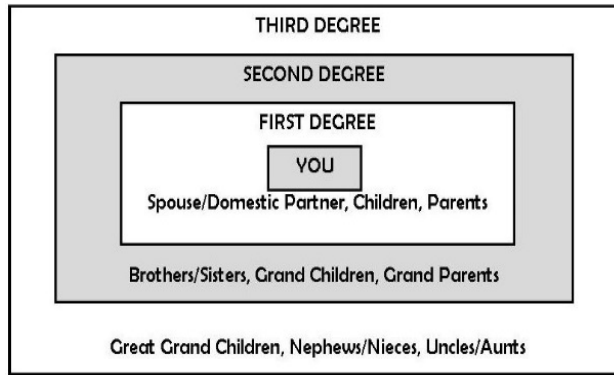 THIRD DEGREE
SECOND DEGREE
FIRST DEGREE
YOU
Spouse/Domestic Partner, Children, Parents
Brothers/Sisters, Grand Children, Grand Parents
Great Grand Children, Nephews/Nieces, Uncles/Aunts